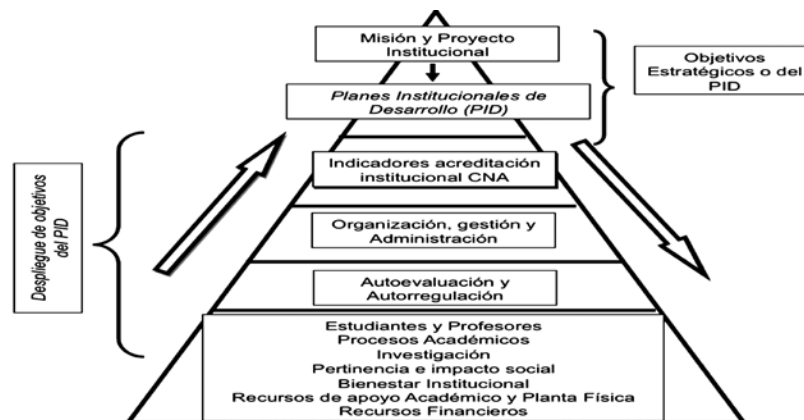 Misión y Proyecto
Institucional
Objetivos
Estratégicos o del
PID
Planes Institucionales de
Desarrollo (PID)
Indicadores acreditación
institucional CNA
Despliegue de objetivos
del PID
Organización, gestión y
Administración
Autoevaluación y
Autorregulación
Estudiantes y Profesores
Procesos Académicos
Investigación
Pertinencia e impacto social
Bienestar Institucional
Recursos de apoyo Académico y Planta Física
Recursos Financieros